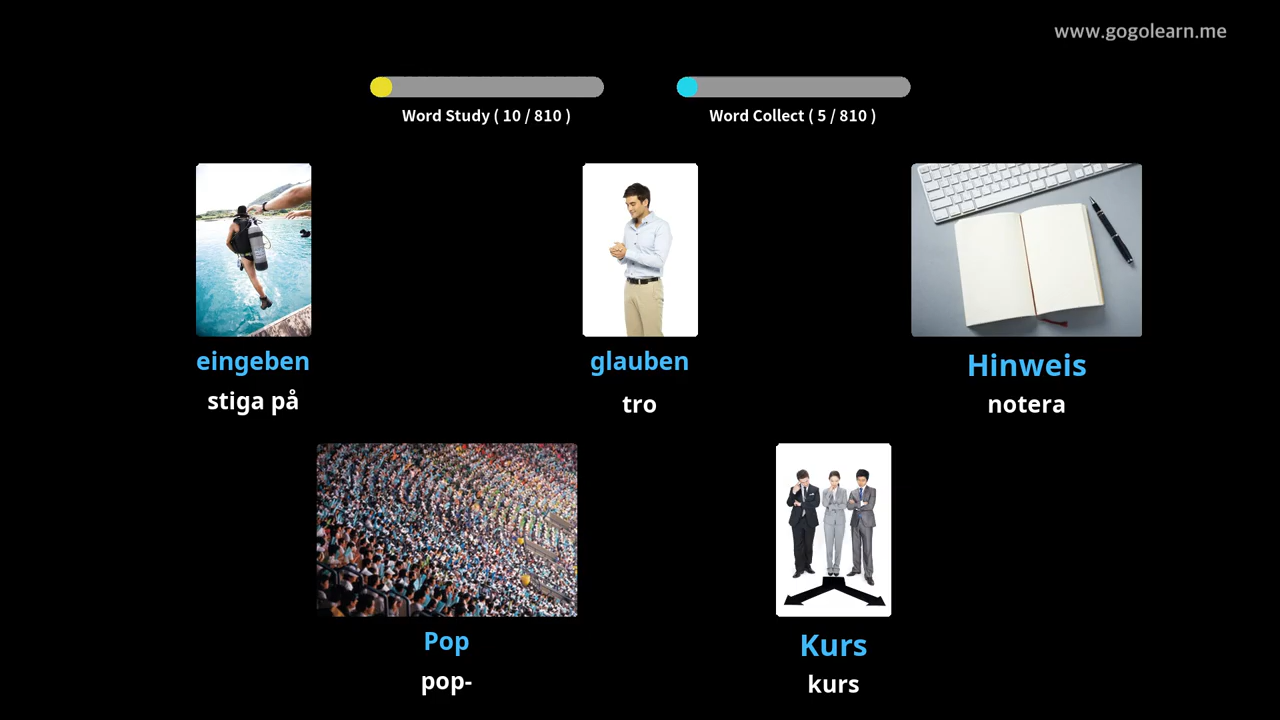 www.gogolearn.me
Word Study ( 10 / 810 )
Word Collect ( 5 / 810 )
eingeben
stiga på
glauben
tro
Hinweis
notera
Pop
pop-
Kurs
kurs